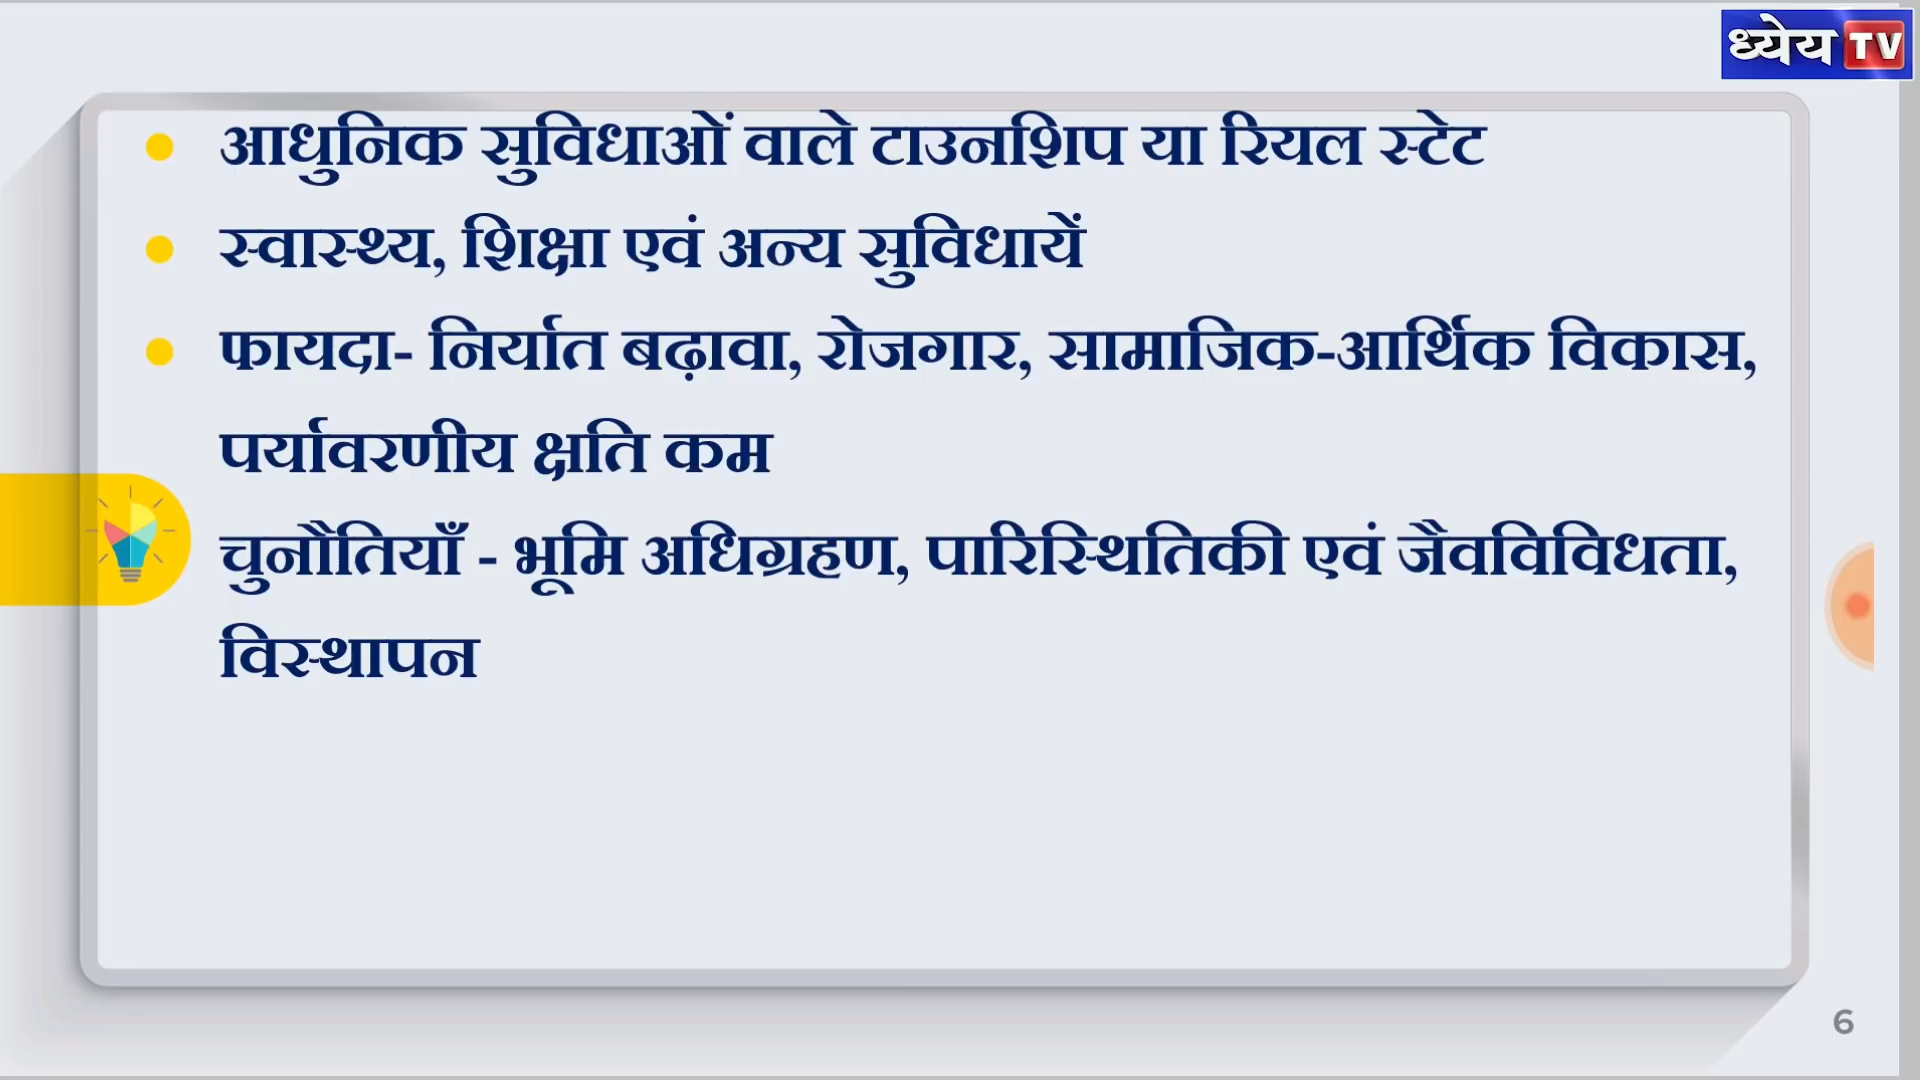 ध्येय TV
आधुनिक सुविधाओं वाले टाउनशिप या रियल स्टेट
स्वास्थ्य, शिक्षा एवं अन्य सुविधायें
फायदा- निर्यात बढ़ावा, रोजगार, सामाजिक-आर्थिक विकास,
पर्यावरणीय क्षति कम
चुनौतियाँ - भूमि अधिग्रहण, पारिस्थितिकी एवं जैवविविधता,
विस्थापन
6